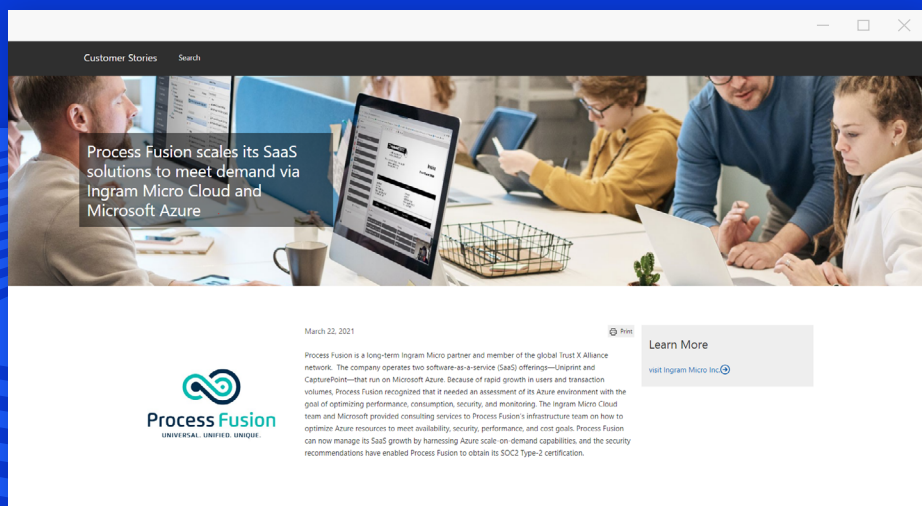 Customer Stories Search
Process Fusion scales its SaaS
solutions to meet demand via
Ingram Micro Cloud and
Microsoft Azure
March 22, 2021
Print
Process Fusion is a long-term Ingram Micro partner and member of the global Trust X Alliance
network. The company operates two software-as-a-service (SaaS) offerings—Uniprint and
CapturePoint—that run on Microsoft Azure. Because of rapid growth in users and transaction
volumes, Process Fusion recognized that it needed an assessment of its Azure environment with the
goal of optimizing performance, consumption, security, and monitoring. The Ingram Micro Cloud
team and Microsoft provided consulting services to Process Fusion's infrastructure team on how to
optimize Azure resources to meet availability, security, performance, and cost goals. Process Fusion
can now manage its SaaS growth by harnessing Azure scale-on-demand capabilities, and the security
recommendations have enabled Process Fusion to obtain its SOC2 Type-2 certification.
Learn More
visit Ingram Micro Inc.
Process Fusion
UNIVERSAL. UNIFIED. UNIQUE.